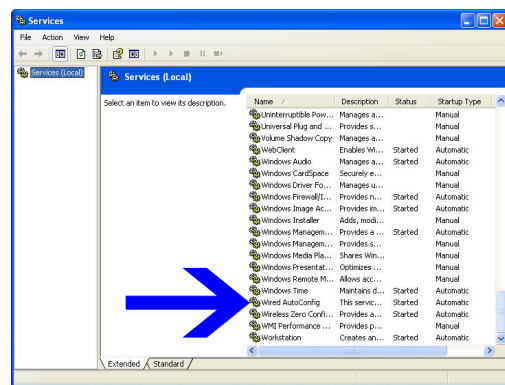 Services
File Action View Help
Services (Local)
Services (Local)
Select an item to view its description.
Name Description Status Startup Type
Uninterruptible Pow... Manages a... Manual
Universal Plug and ... Provides s... Manual
Volume Shadow Copy Manages a... Manual
WebClient Enables Wi... Started Automatic
Windows Audio Manages a... Started Automatic
Windows CardSpace Securely e... Manual
Windows Driver Fo... Manages u... Manual
Windows Firewall/I... Provides n... Started Automatic
Windows Image Ac... Provides im... Started Automatic
Windows Installer Adds, modi... Manual
Windows Managem... Provides a ... Started Automatic
Windows Managem... Provides s... Manual
Windows Media Pla... Shares Win... Manual
Windows Presentat... Optimizes ... Manual
Windows Remote M... Allows acc... Manual
Windows Time Maintains d... Started Automatic
Wired AutoConfig This servic... Started Automatic
Wireless Zero Confi... Provides a... Started Automatic
WMI Performance ... Provides p... Manual
Workstation Creates an... Started Automatic
Extended Standard